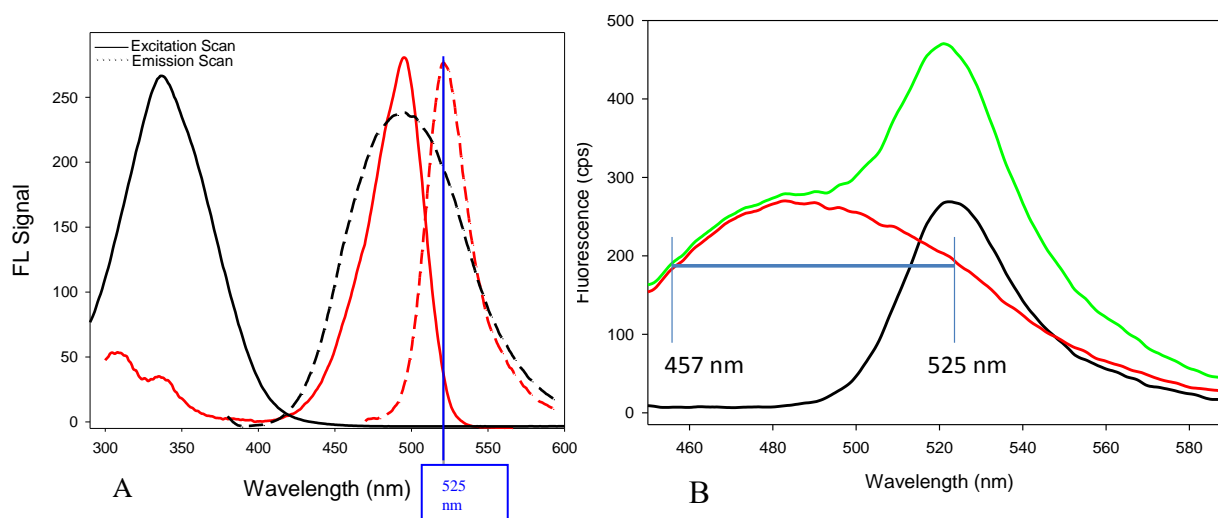 Excitation Scan
Emission Scan
FL Signal
250
200
150
100
50
0
300 350 400 450 500 550 600
Wavelength (nm)
A
525
nm
Fluorescence (cps)
500
400
300
200
100
0
457 nm
525 nm
460 480 500 520 540 560 580
Wavelength (nm)
B